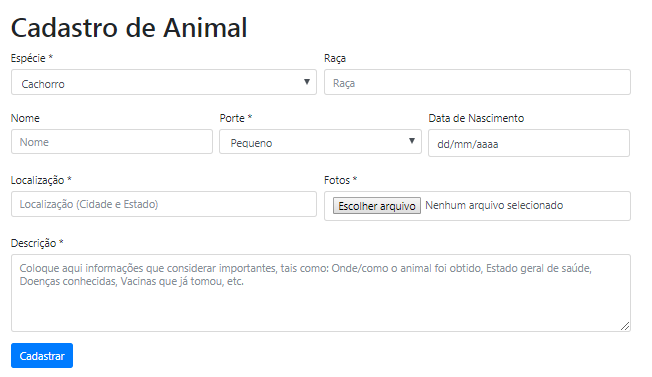 Cadastro de Animal
Espécie * Raça
Cachorro Raça
Nome Porte * Data de Nascimento
Nome Pequeno dd/mm/aaaa
Localização * Fotos *
Localização (Cidade e Estado) Escolher arquivo Nenhum arquivo selecionado
Descrição *
Coloque aqui informações que considerar importantes, tais como: Onde/como o animal foi obtido, Estado geral de saúde,
Doenças conhecidas, Vacinas que já tomou, etc.
Cadastrar